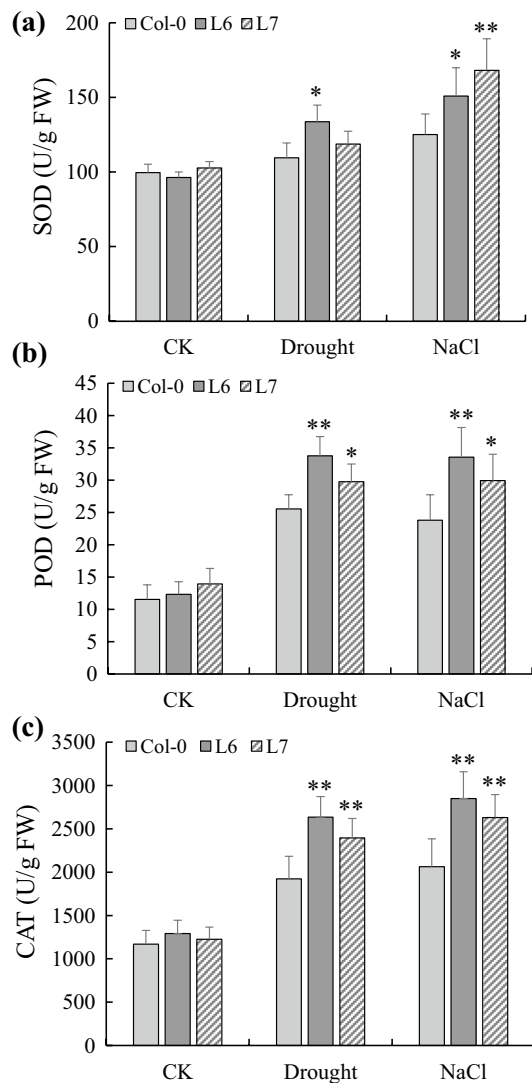 (a)
Col-0 L6 L7
200
150
100
50
0
SOD (U/g FW)
* * **
CK Drought NaCl
(b)
Col-0 L6 L7
45
40
35
30
25
20
15
10
5
0
POD (U/g FW)
** * ** *
CK Drought NaCl
(c)
Col-0 L6 L7
3500
3000
2500
2000
1500
1000
500
0
CAT (U/g FW)
** ** ** **
CK Drought NaCl